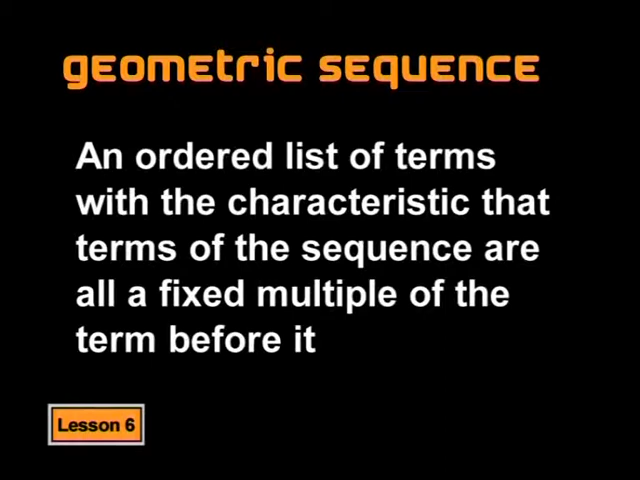 geometric sequence
An ordered list of terms
with the characteristic that
terms of the sequence are
all a fixed multiple of the
term before it
Lesson 6